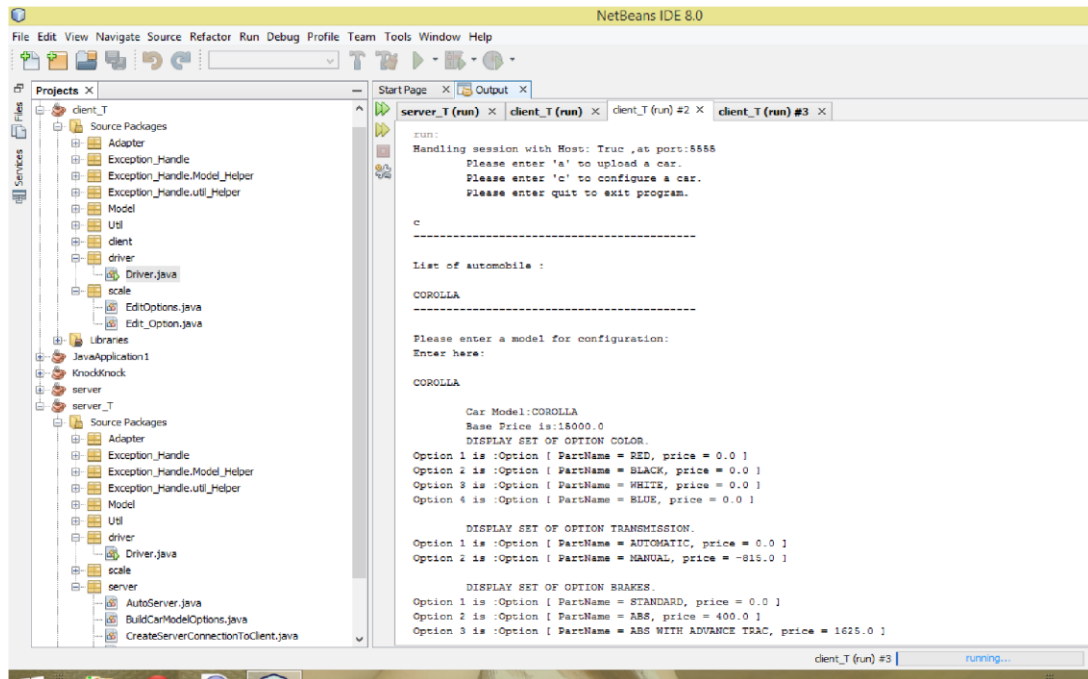 NetBeans IDE 8.0
File Edit View Navigate Source Refactor Run Debug Profile Team Tools Window Help
Projects
Files
Services
client_T
Source Packages
Adapter
Exception_Handle
Exception_Handle.Model_Helper
Exception_Handle.util_Helper
Model
Util
client
driver
Driver.java
scale
EditOptions.java
Edit_Option.java
Libraries
JavaApplication1
KnockKnock
server
server_T
Source Packages
Adapter
Exception_Handle
Exception_Handle.Model_Helper
Exception_Handle.util_Helper
Model
Util
driver
Driver.java
scale
server
AutoServer.java
BuildCarModelOptions.java
CreateServerConnectionToClient.java
Start Page Output
server_T (run) client_T (run) client_T (run) #2 client_T (run) #3
run:
Handling session with Host: Truc ,at port:5555
Please enter 'a' to upload a car.
Please enter 'c' to configure a car.
Please enter quit to exit program.
c
-------------------------------------------
List of automobile :
COROLLA
-------------------------------------------
Please enter a model for configuration:
Enter here:
COROLLA
Car Model:COROLLA
Base Price is:15000.0
DISPLAY SET OF OPTION COLOR.
Option 1 is :Option [ PartName = RED, price = 0.0 ]
Option 2 is :Option [ PartName = BLACK, price = 0.0 ]
Option 3 is :Option [ PartName = WHITE, price = 0.0 ]
Option 4 is :Option [ PartName = BLUE, price = 0.0 ]
DISPLAY SET OF OPTION TRANSMISSION.
Option 1 is :Option [ PartName = AUTOMATIC, price = 0.0 ]
Option 2 is :Option [ PartName = MANUAL, price = -815.0 ]
DISPLAY SET OF OPTION BRAKES.
Option 1 is :Option [ PartName = STANDARD, price = 0.0 ]
Option 2 is :Option [ PartName = ABS, price = 400.0 ]
Option 3 is :Option [ PartName = ABS WITH ADVANCE TRAC, price = 1625.0 ]
client_T (run) #3 running...